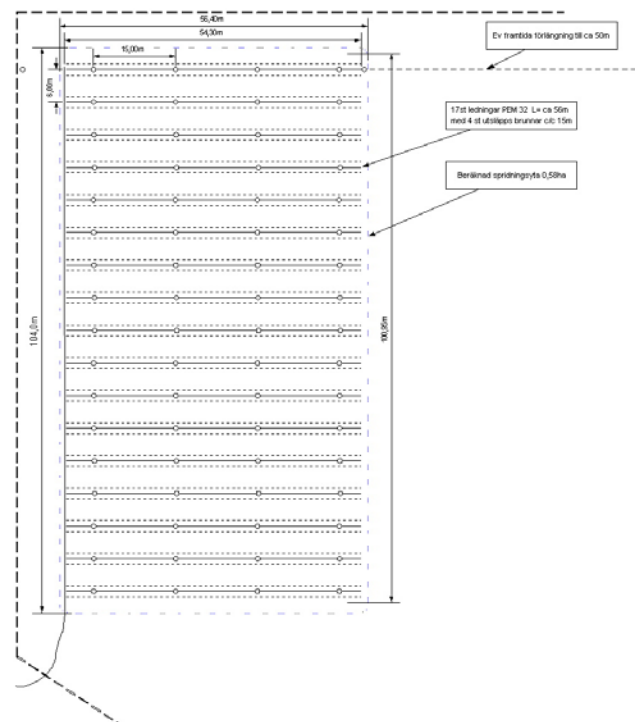 56,40m
54,30m
15,00m
Ev framtida förlängning till ca 50m
6,00m
17st ledningar PEM 32 L= ca 56m
med 4 st utsläpps brunnar c/c 15m
Beräknad spridningsyta 0,58ha
104,0m
100,95m